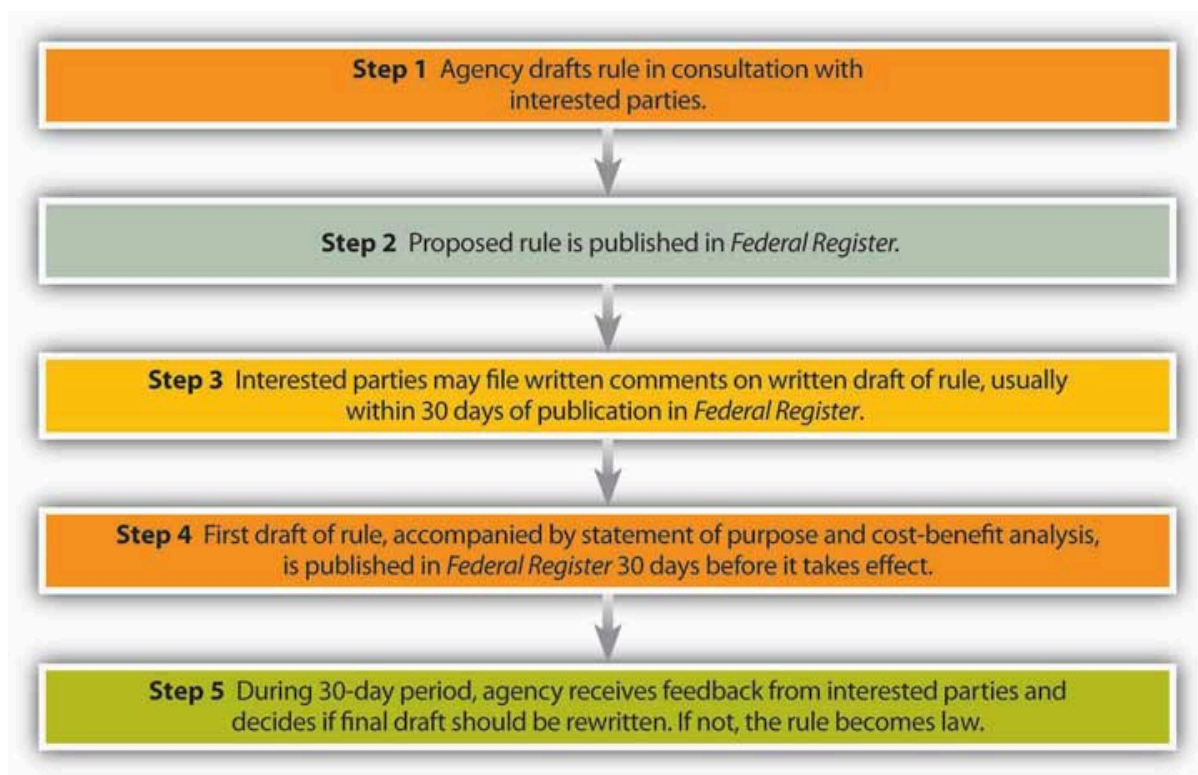 Step 1 Agency drafts rule in consultation with
interested parties.
Step 2 Proposed rule is published in Federal Register.
Step 3 Interested parties may file written comments on written draft of rule, usually
within 30 days of publication in Federal Register.
Step 4 First draft of rule, accompanied by statement of purpose and cost-benefit analysis,
is published in Federal Register 30 days before it takes effect.
Step 5 During 30-day period, agency receives feedback from interested parties and
decides if final draft should be rewritten. If not, the rule becomes law.